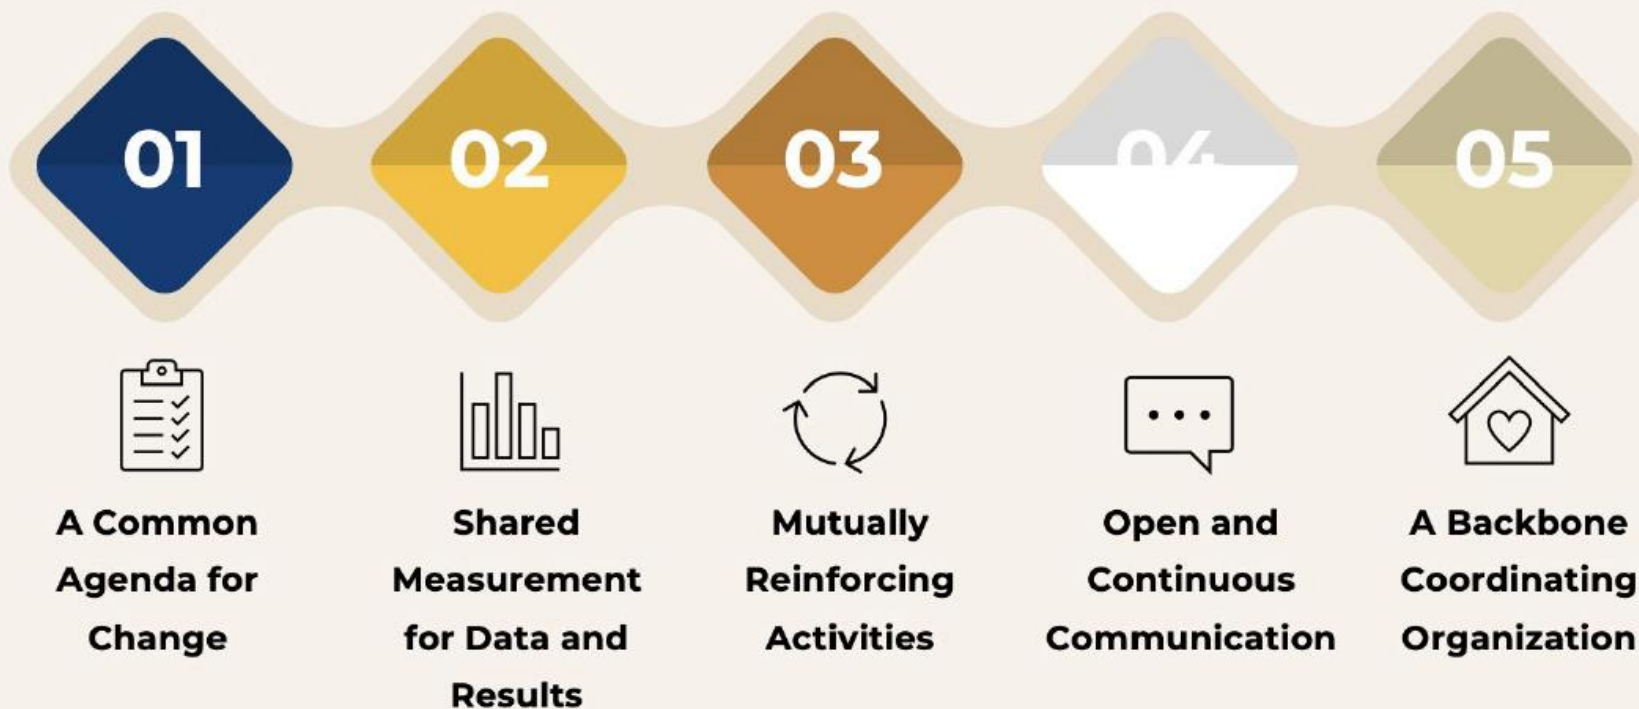 01
02
03
04
05
A Common
Agenda for
Change
Shared
Measurement
for Data and
Results
Mutually
Reinforcing
Activities
Open and
Continuous
Communication
A Backbone
Coordinating
Organization